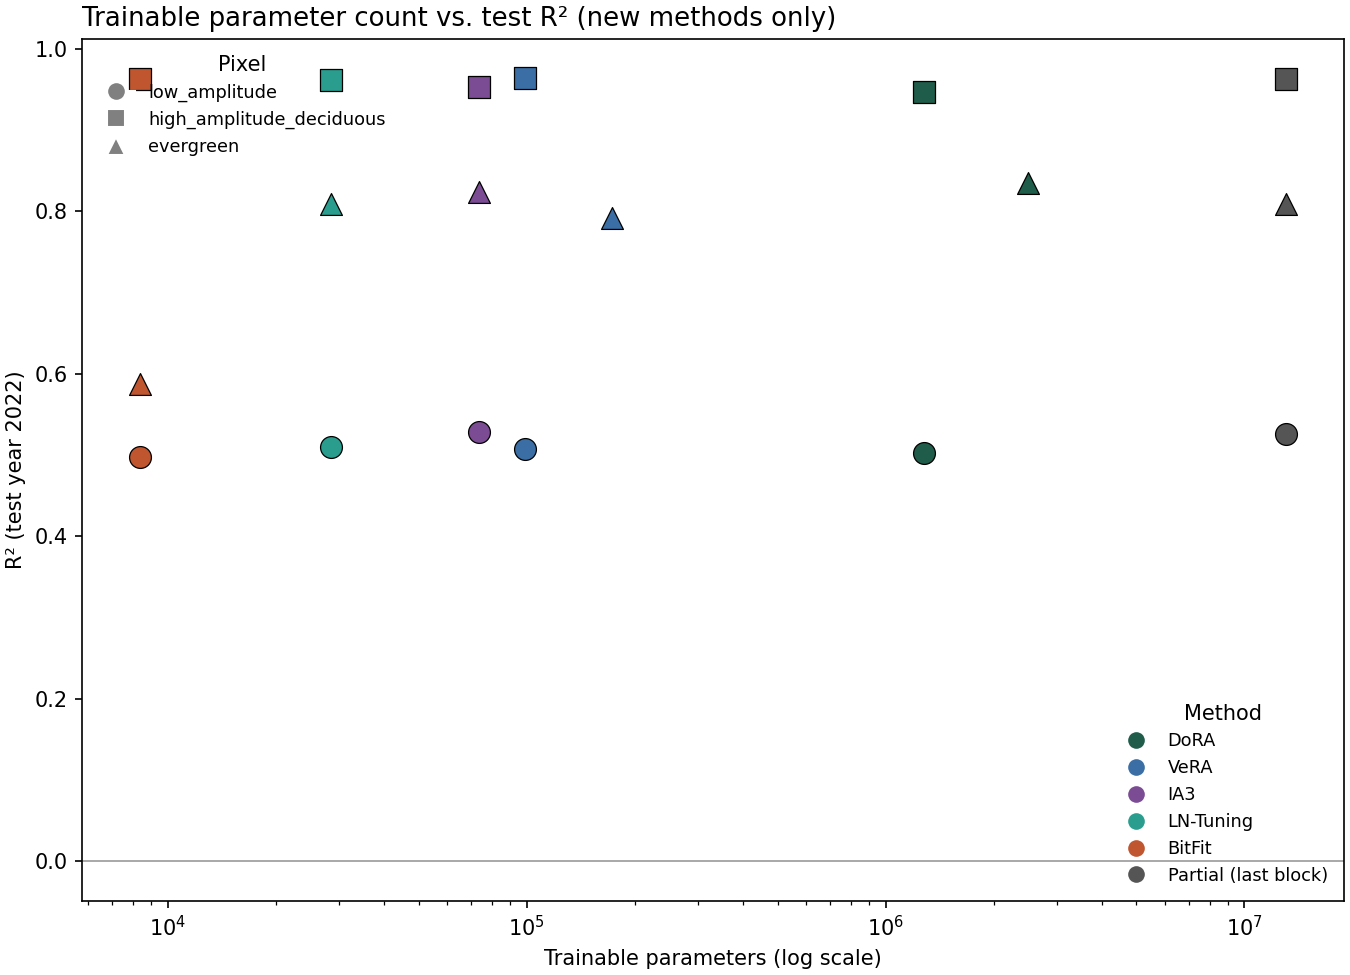 Trainable parameter count vs. test R² (new methods only)
Pixel
low_amplitude
high_amplitude_deciduous
evergreen
R² (test year 2022)
1.0
0.8
0.6
0.4
0.2
0.0
Method
DoRA
VeRA
IA3
LN-Tuning
BitFit
Partial (last block)
10⁴ 10⁵ 10⁶ 10⁷
Trainable parameters (log scale)